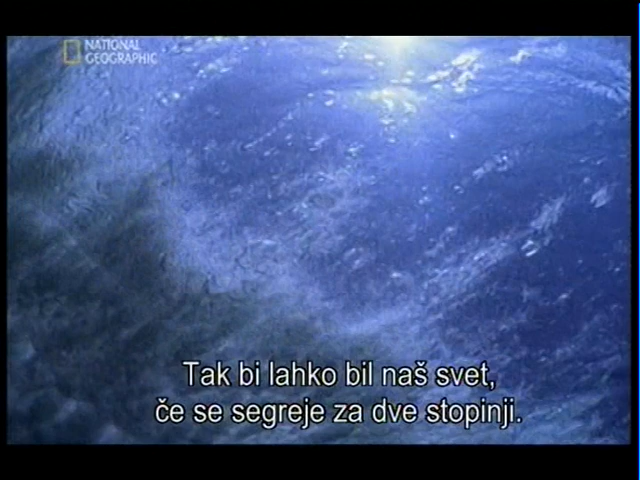 NATIONAL
GEOGRAPHIC
Tak bi lahko bil naš svet,
če se segreje za dve stopinji.